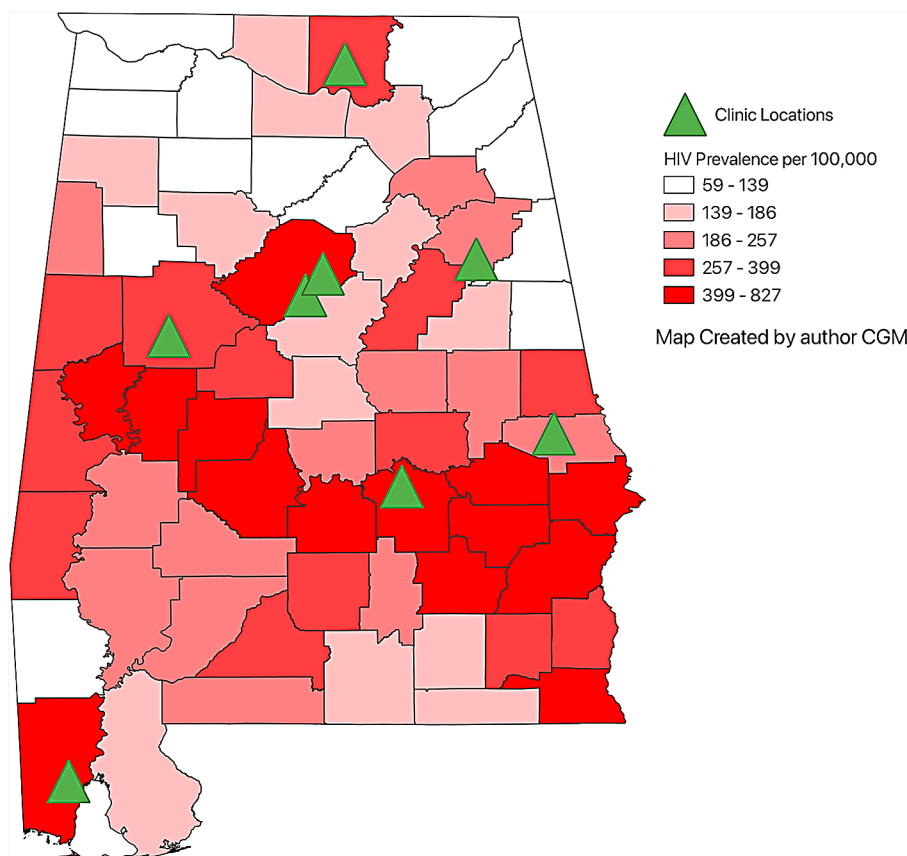 Clinic Locations
HIV Prevalence per 100,000
59 - 139
139 - 186
186 - 257
257 - 399
399 - 827
Map Created by author CGM